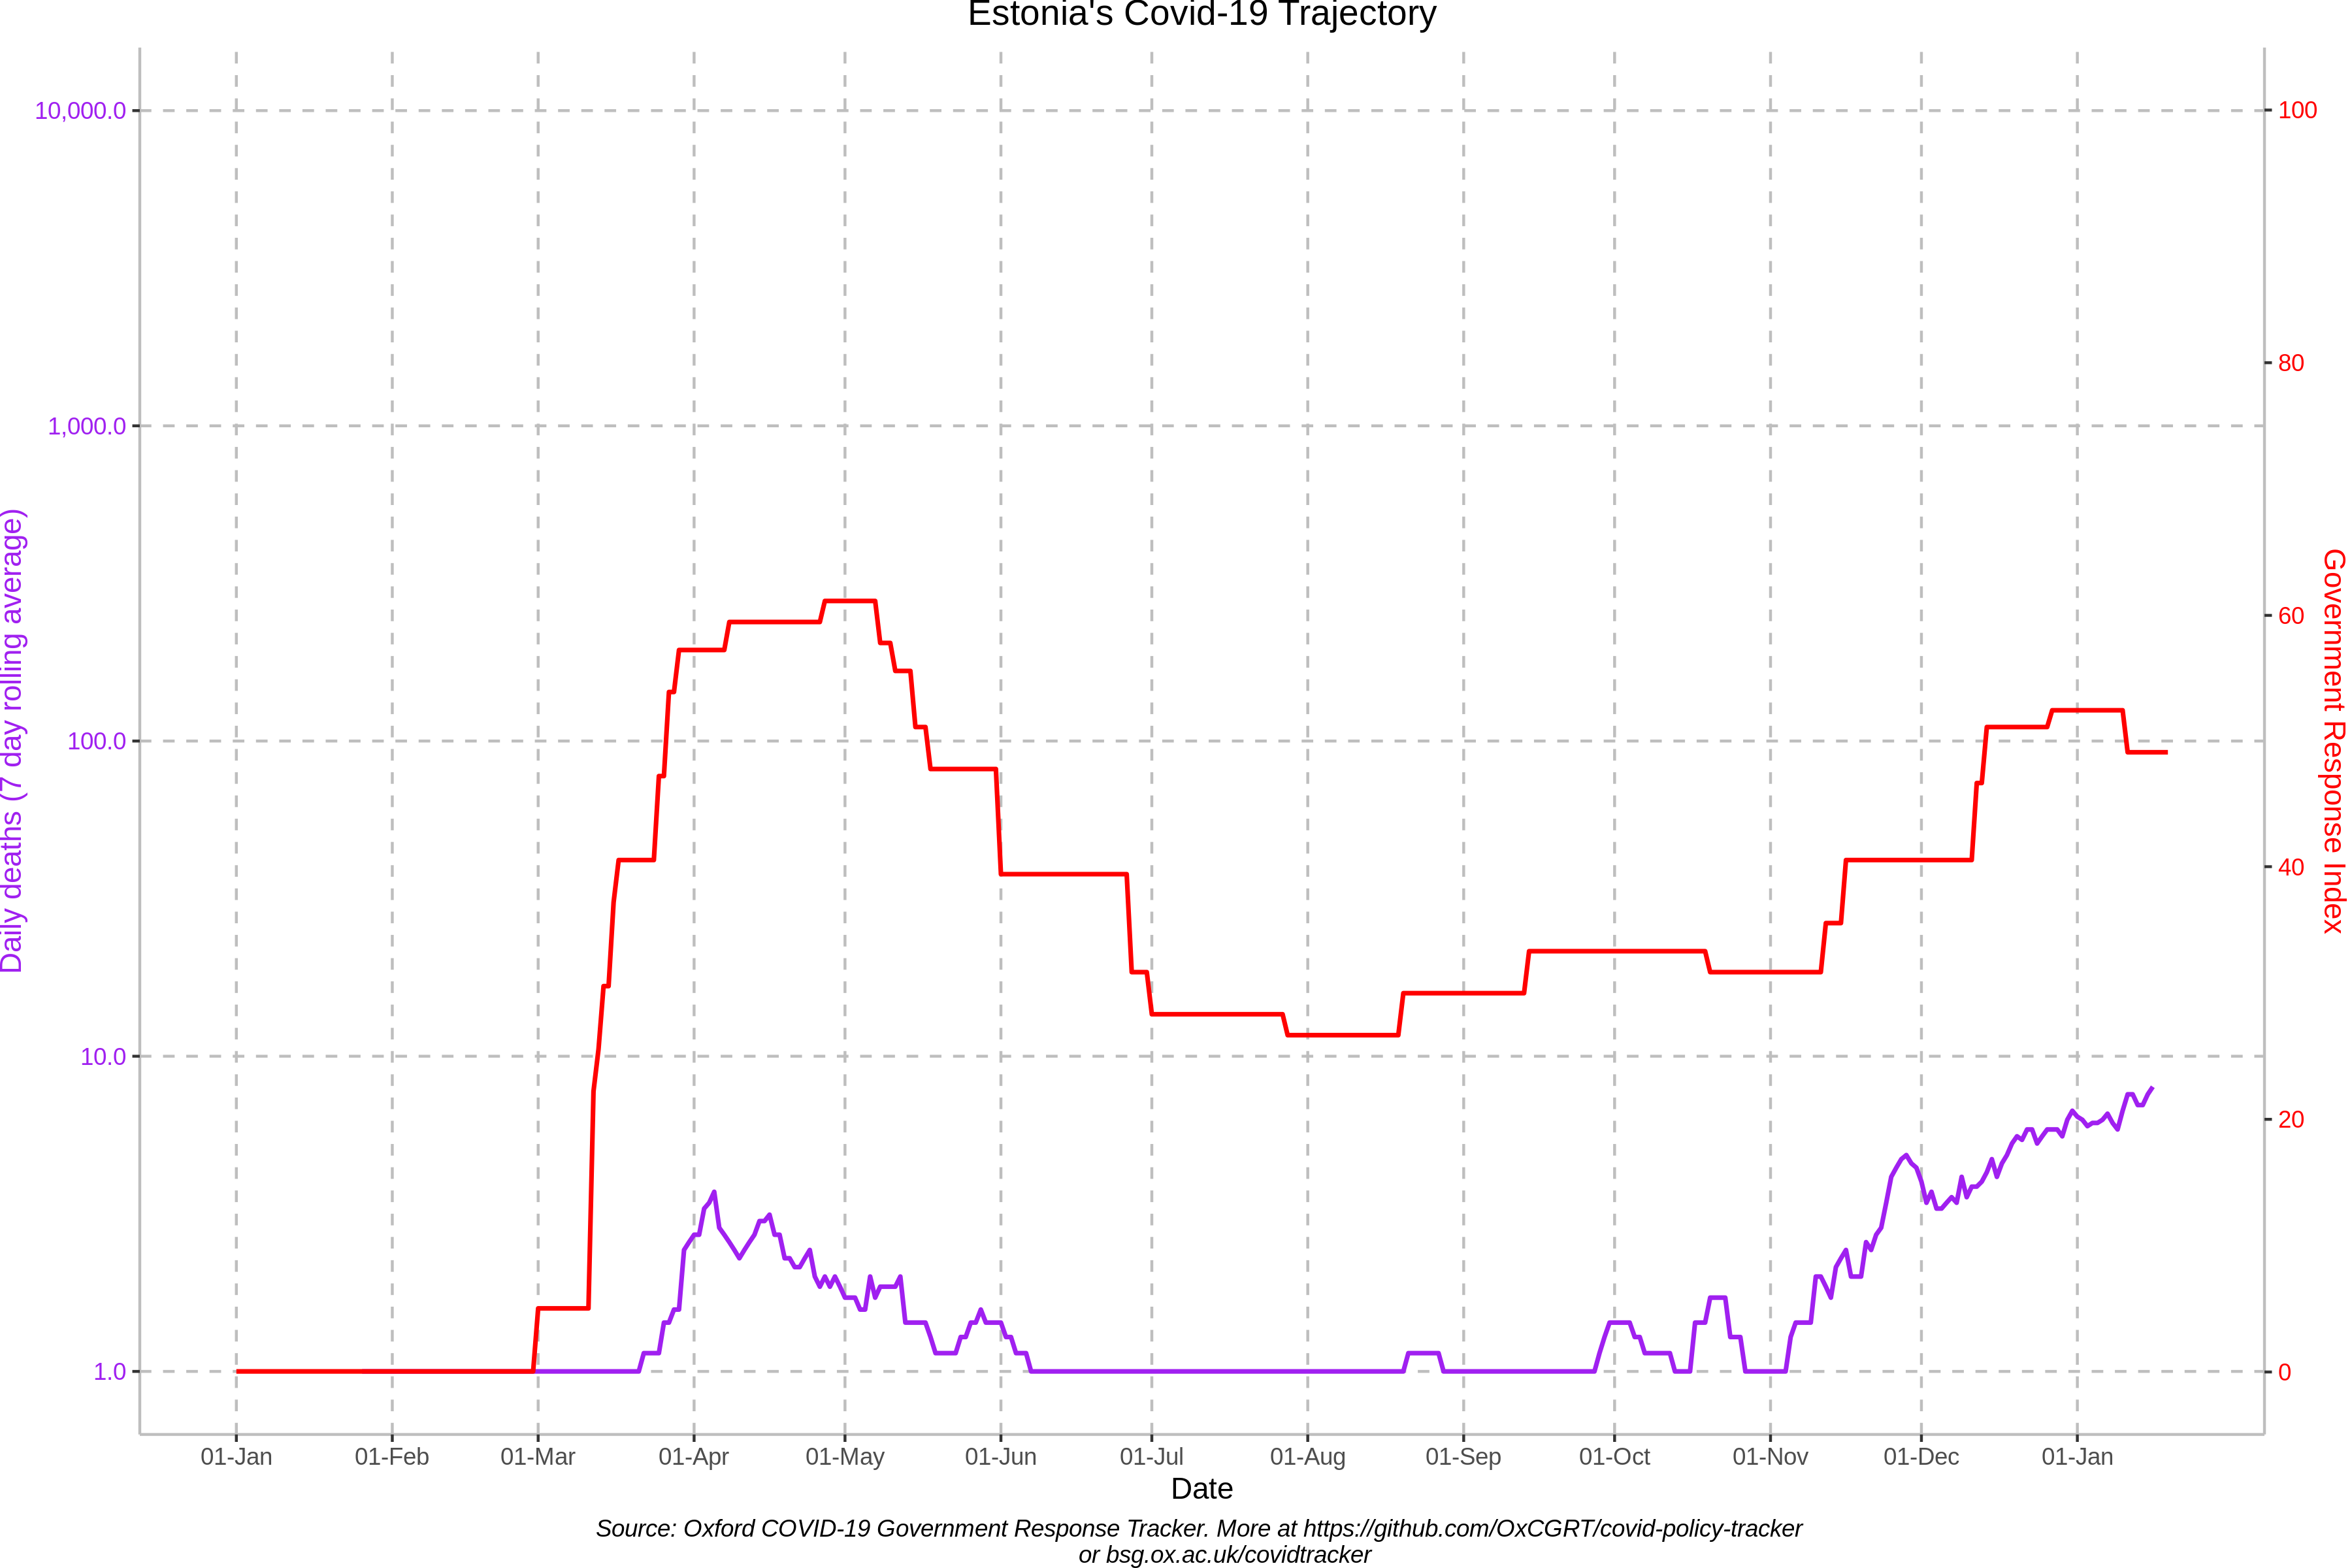 Estonia's Covid-19 Trajectory
10,000.0
1,000.0
100.0
10.0
1.0
Daily deaths (7 day rolling average)
100
80
60
40
20
0
Government Response Index
01-Jan
01-Feb
01-Mar
01-Apr
01-May
01-Jun
01-Jul
01-Aug
01-Sep
01-Oct
01-Nov
01-Dec
01-Jan
Date
Source: Oxford COVID-19 Government Response Tracker. More at https://github.com/OxCGRT/covid-policy-tracker
or bsg.ox.ac.uk/covidtracker